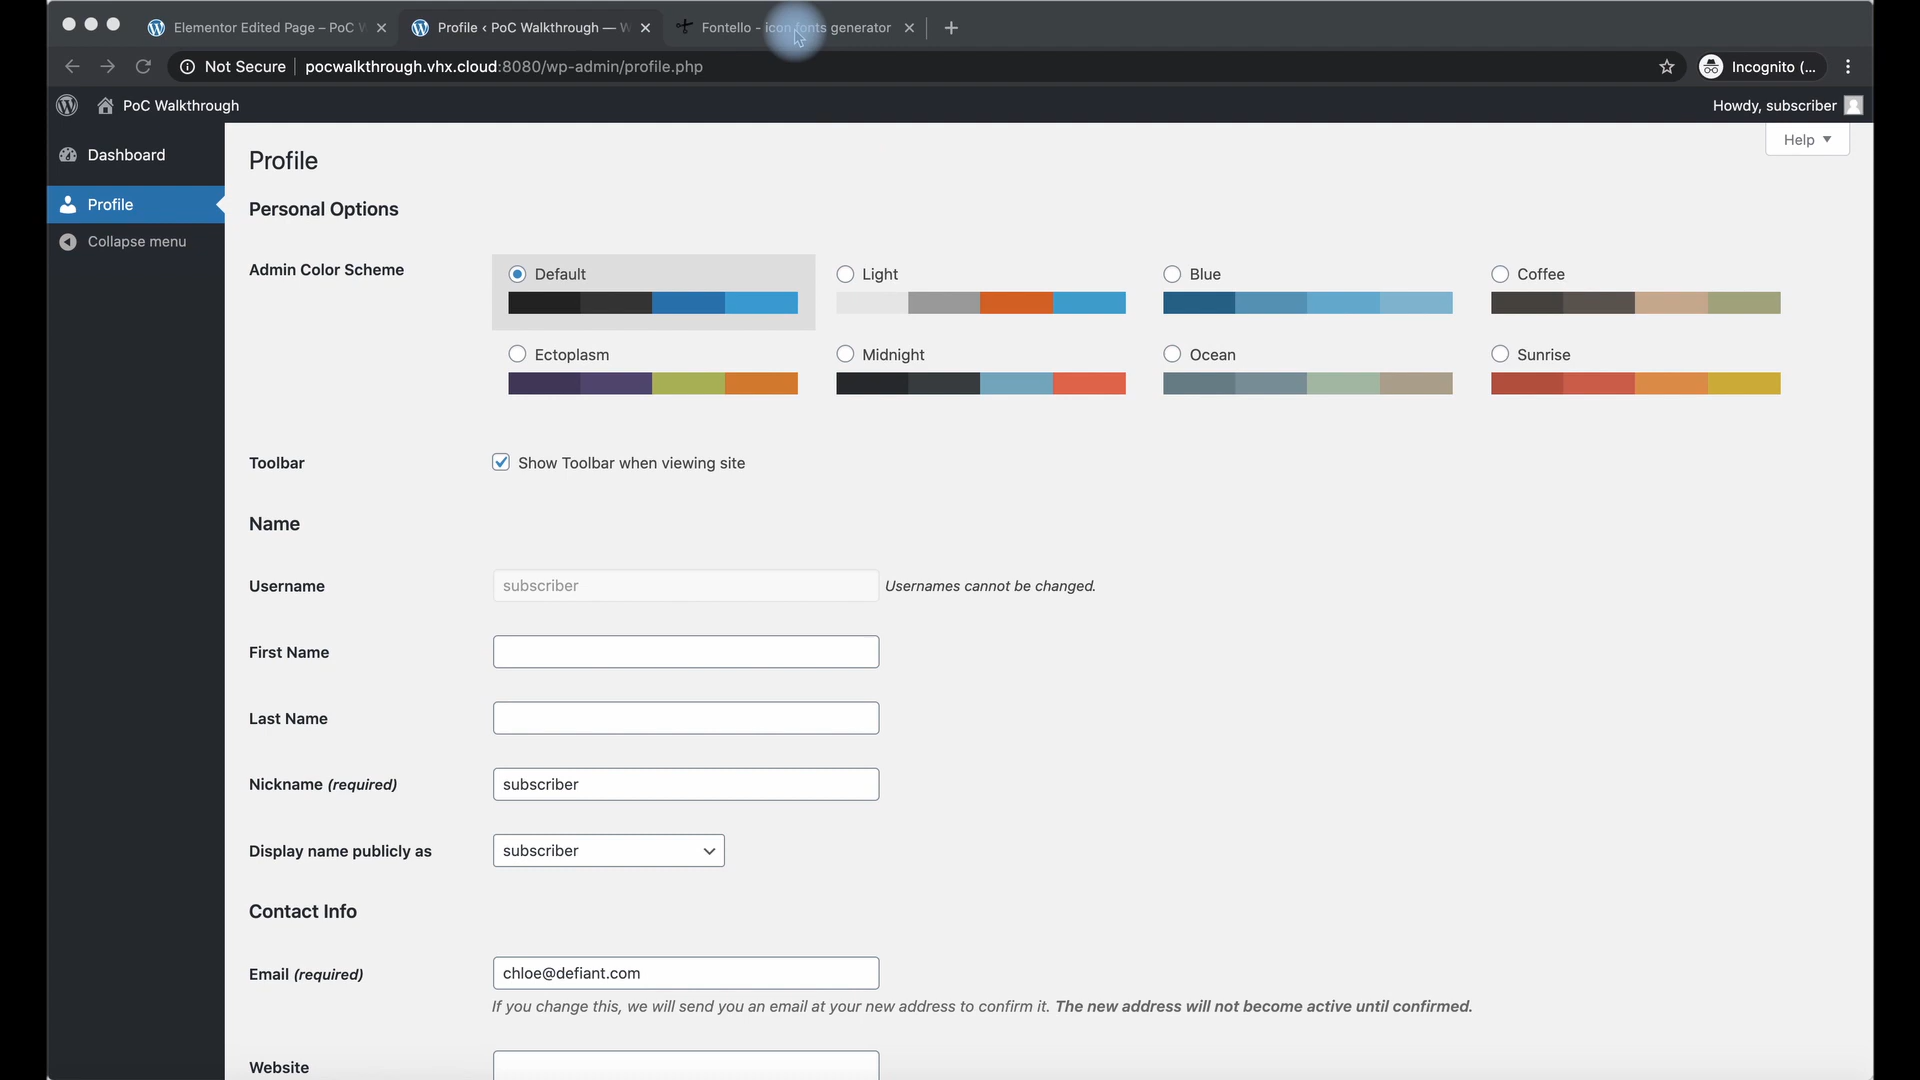 Elementor Edited Page – PoC W
Profile ‹ PoC Walkthrough — W
Fontello - icon fonts generator
Not Secure
pocwalkthrough.vhx.cloud:8080/wp-admin/profile.php
Incognito (...
PoC Walkthrough
Howdy, subscriber
Dashboard
Profile
Collapse menu
Help
Profile
Personal Options
Admin Color Scheme
Default
Light
Blue
Coffee
Ectoplasm
Midnight
Ocean
Sunrise
Toolbar
Show Toolbar when viewing site
Name
Username
subscriber
Usernames cannot be changed.
First Name
Last Name
Nickname (required)
subscriber
Display name publicly as
subscriber
Contact Info
Email (required)
chloe@defiant.com
If you change this, we will send you an email at your new address to confirm it. The new address will not become active until confirmed.
Website